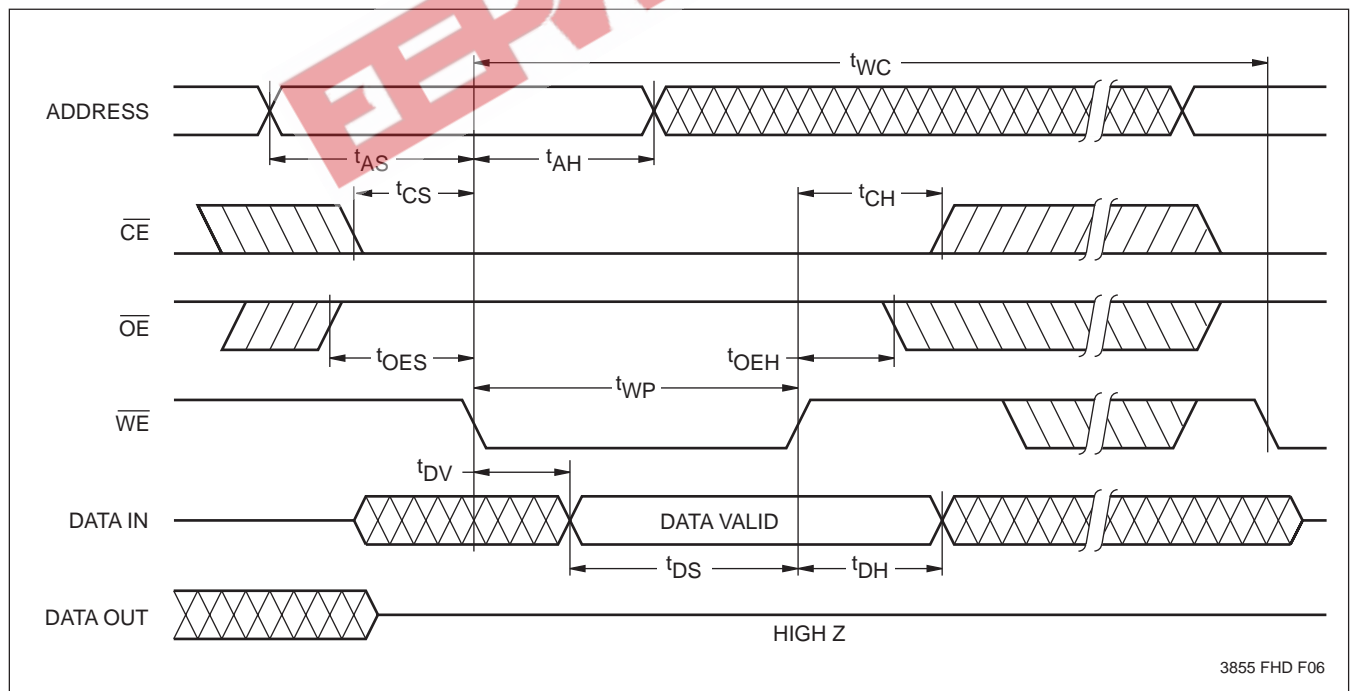 tWC
ADDRESS
tAS
tAH
tCS
tCH
CE
OE
tOES
tOEH
tWP
WE
tDV
DATA IN
DATA VALID
tDS
tDH
DATA OUT
HIGH Z
3855 FHD F06